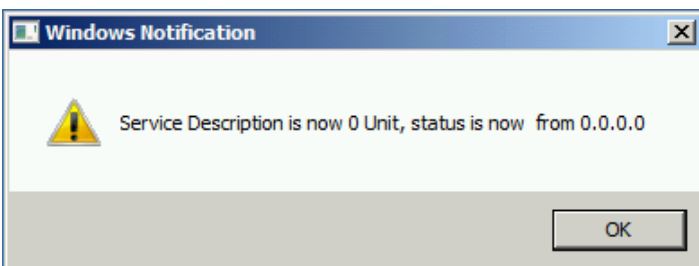 Windows Notification
Service Description is now 0 Unit, status is now  from 0.0.0.0
OK